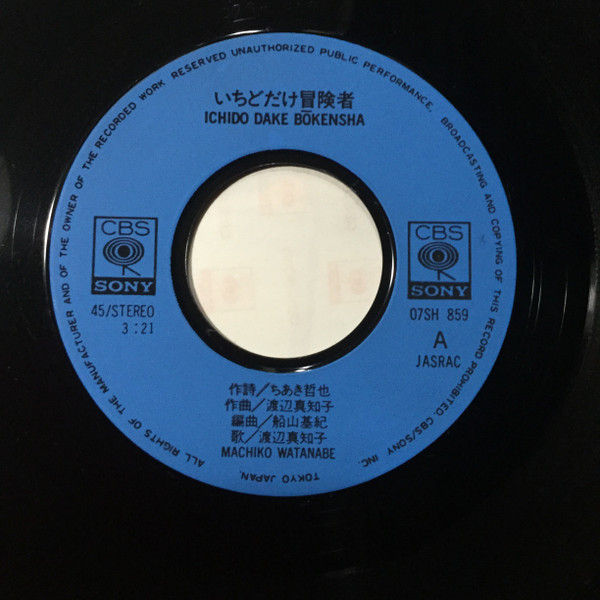 ALL RIGHTS OF THE MANUFACTURER AND OF THE OWNER OF THE RECORDED WORK RESERVED UNAUTHORIZED PUBLIC PERFORMANCE, BROADCASTING AND COPYING OF THIS RECORD PROHIBITED CBS/SONY INC.
TOKYO JAPAN.
いちどだけ冒険者
ICHIDO DAKE BŌKENSHA
CBS
SONY
45/STEREO
3:21
CBS
SONY
07SH 859
A
JASRAC
作詩/ちあき哲也
作曲/渡辺真知子
編曲/船山基紀
歌/渡辺真知子
MACHIKO WATANABE